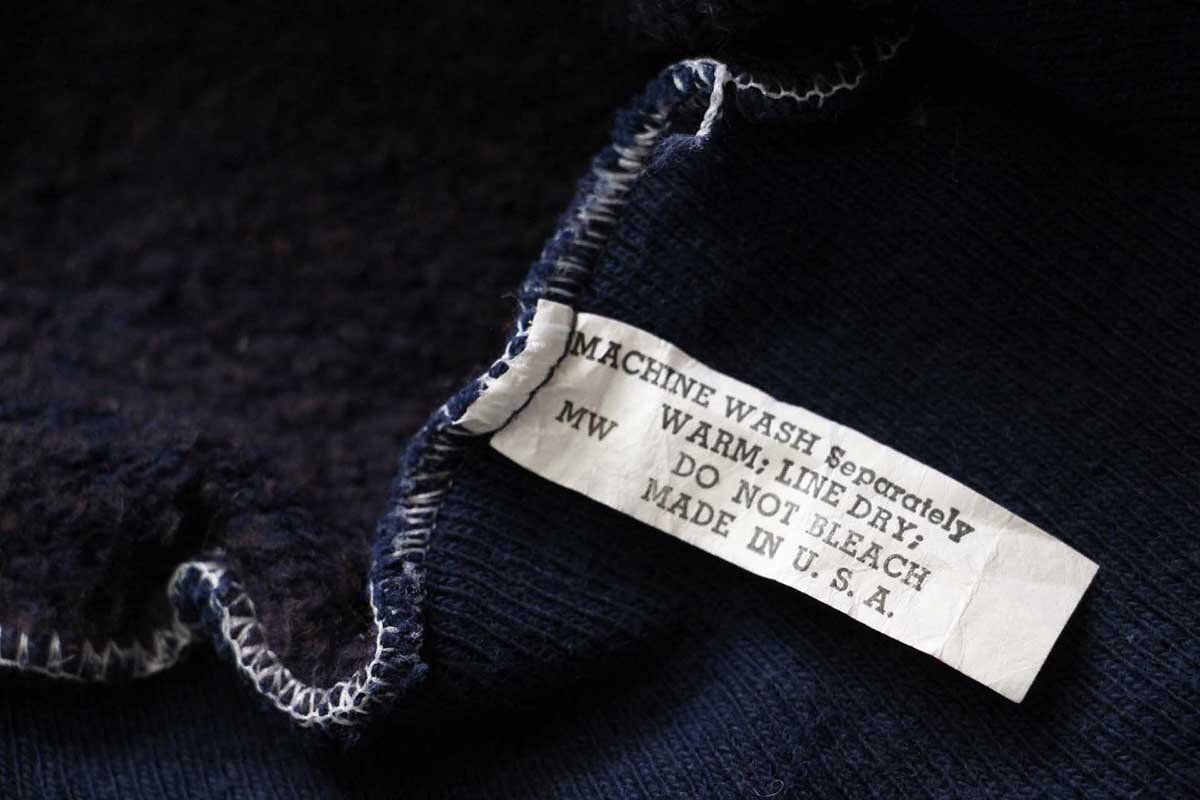 MACHINE WASH Separately
MW WARM; LINE DRY;
DO NOT BLEACH
MADE IN U. S. A.